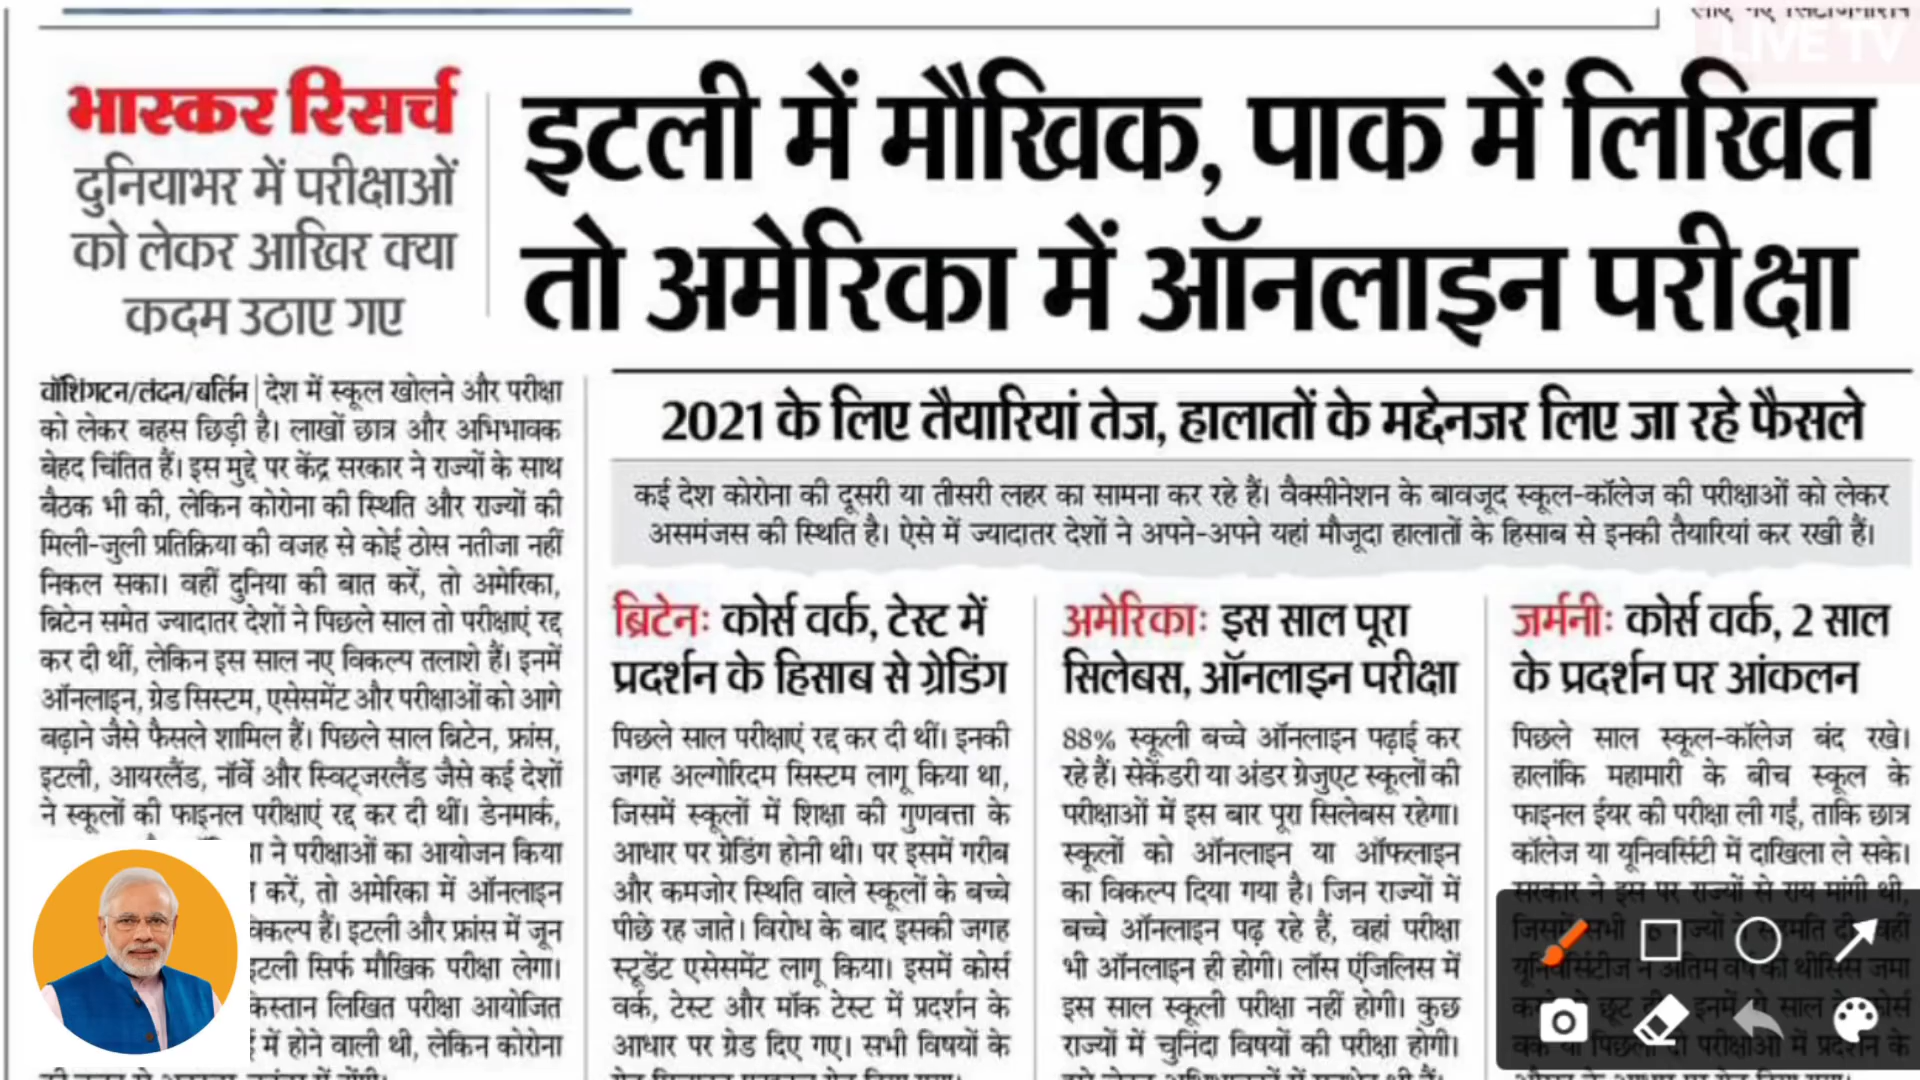 LIVE TV
भास्कर रिसर्च
दुनियाभर में परीक्षाओं
को लेकर आखिर क्या
कदम उठाए गए
इटली में मौखिक, पाक में लिखित
तो अमेरिका में ऑनलाइन परीक्षा
वॉशिंगटन/लंदन/बर्लिन | देश में स्कूल खोलने और परीक्षा
को लेकर बहस छिड़ी है। लाखों छात्र और अभिभावक
बेहद चिंतित हैं। इस मुद्दे पर केंद्र सरकार ने राज्यों के साथ
बैठक भी की, लेकिन कोरोना की स्थिति और राज्यों की
मिली-जुली प्रतिक्रिया की वजह से कोई ठोस नतीजा नहीं
निकल सका। वहीं दुनिया की बात करें, तो अमेरिका,
ब्रिटेन समेत ज्यादातर देशों ने पिछले साल तो परीक्षाएं रद्द
कर दी थीं, लेकिन इस साल नए विकल्प तलाशे हैं। इनमें
ऑनलाइन, ग्रेड सिस्टम, एसेसमेंट और परीक्षाओं को आगे
बढ़ाने जैसे फैसले शामिल हैं। पिछले साल ब्रिटेन, फ्रांस,
इटली, आयरलैंड, नॉर्वे और स्विट्जरलैंड जैसे कई देशों
ने स्कूलों की फाइनल परीक्षाएं रद्द कर दी थीं। डेनमार्क,
ने परीक्षाओं का आयोजन किया
करें, तो अमेरिका में ऑनलाइन
हैं। इटली और फ्रांस में जून
इटली सिर्फ मौखिक परीक्षा लेगा।
लिखित परीक्षा आयोजित
में होने वाली थी, लेकिन कोरोना
2021 के लिए तैयारियां तेज, हालातों के मद्देनजर लिए जा रहे फैसले
कई देश कोरोना की दूसरी या तीसरी लहर का सामना कर रहे हैं। वैक्सीनेशन के बावजूद स्कूल-कॉलेज की परीक्षाओं को लेकर
असमंजस की स्थिति है। ऐसे में ज्यादातर देशों ने अपने-अपने यहां मौजूदा हालातों के हिसाब से इनकी तैयारियां कर रखी हैं।
ब्रिटेनः कोर्स वर्क, टेस्ट में
प्रदर्शन के हिसाब से ग्रेडिंग
पिछले साल परीक्षाएं रद्द कर दी थीं। इनकी
जगह अल्गोरिदम सिस्टम लागू किया था,
जिसमें स्कूलों में शिक्षा की गुणवत्ता के
आधार पर ग्रेडिंग होनी थी। पर इसमें गरीब
और कमजोर स्थिति वाले स्कूलों के बच्चे
पीछे रह जाते। विरोध के बाद इसकी जगह
स्टूडेंट एसेसमेंट लागू किया। इसमें कोर्स
वर्क, टेस्ट और मॉक टेस्ट में प्रदर्शन के
आधार पर ग्रेड दिए गए। सभी विषयों के
अमेरिकाः इस साल पूरा
सिलेबस, ऑनलाइन परीक्षा
88% स्कूली बच्चे ऑनलाइन पढ़ाई कर
रहे हैं। सेकेंडरी या अंडर ग्रेजुएट स्कूलों की
परीक्षाओं में इस बार पूरा सिलेबस रहेगा।
स्कूलों को ऑनलाइन या ऑफलाइन
का विकल्प दिया गया है। जिन राज्यों में
बच्चे ऑनलाइन पढ़ रहे हैं, वहां परीक्षा
भी ऑनलाइन ही होगी। लॉस एंजिलिस में
इस साल स्कूली परीक्षा नहीं होगी। कुछ
राज्यों में चुनिंदा विषयों की परीक्षा होगी।
जर्मनीः कोर्स वर्क, 2 साल
के प्रदर्शन पर आंकलन
पिछले साल स्कूल-कॉलेज बंद रखे।
हालांकि महामारी के बीच स्कूल के
फाइनल ईयर की परीक्षा ली गई, ताकि छात्र
कॉलेज या यूनिवर्सिटी में दाखिला ले सके।
सरकार ने इस पर राज्यों से राय मांगी थी,